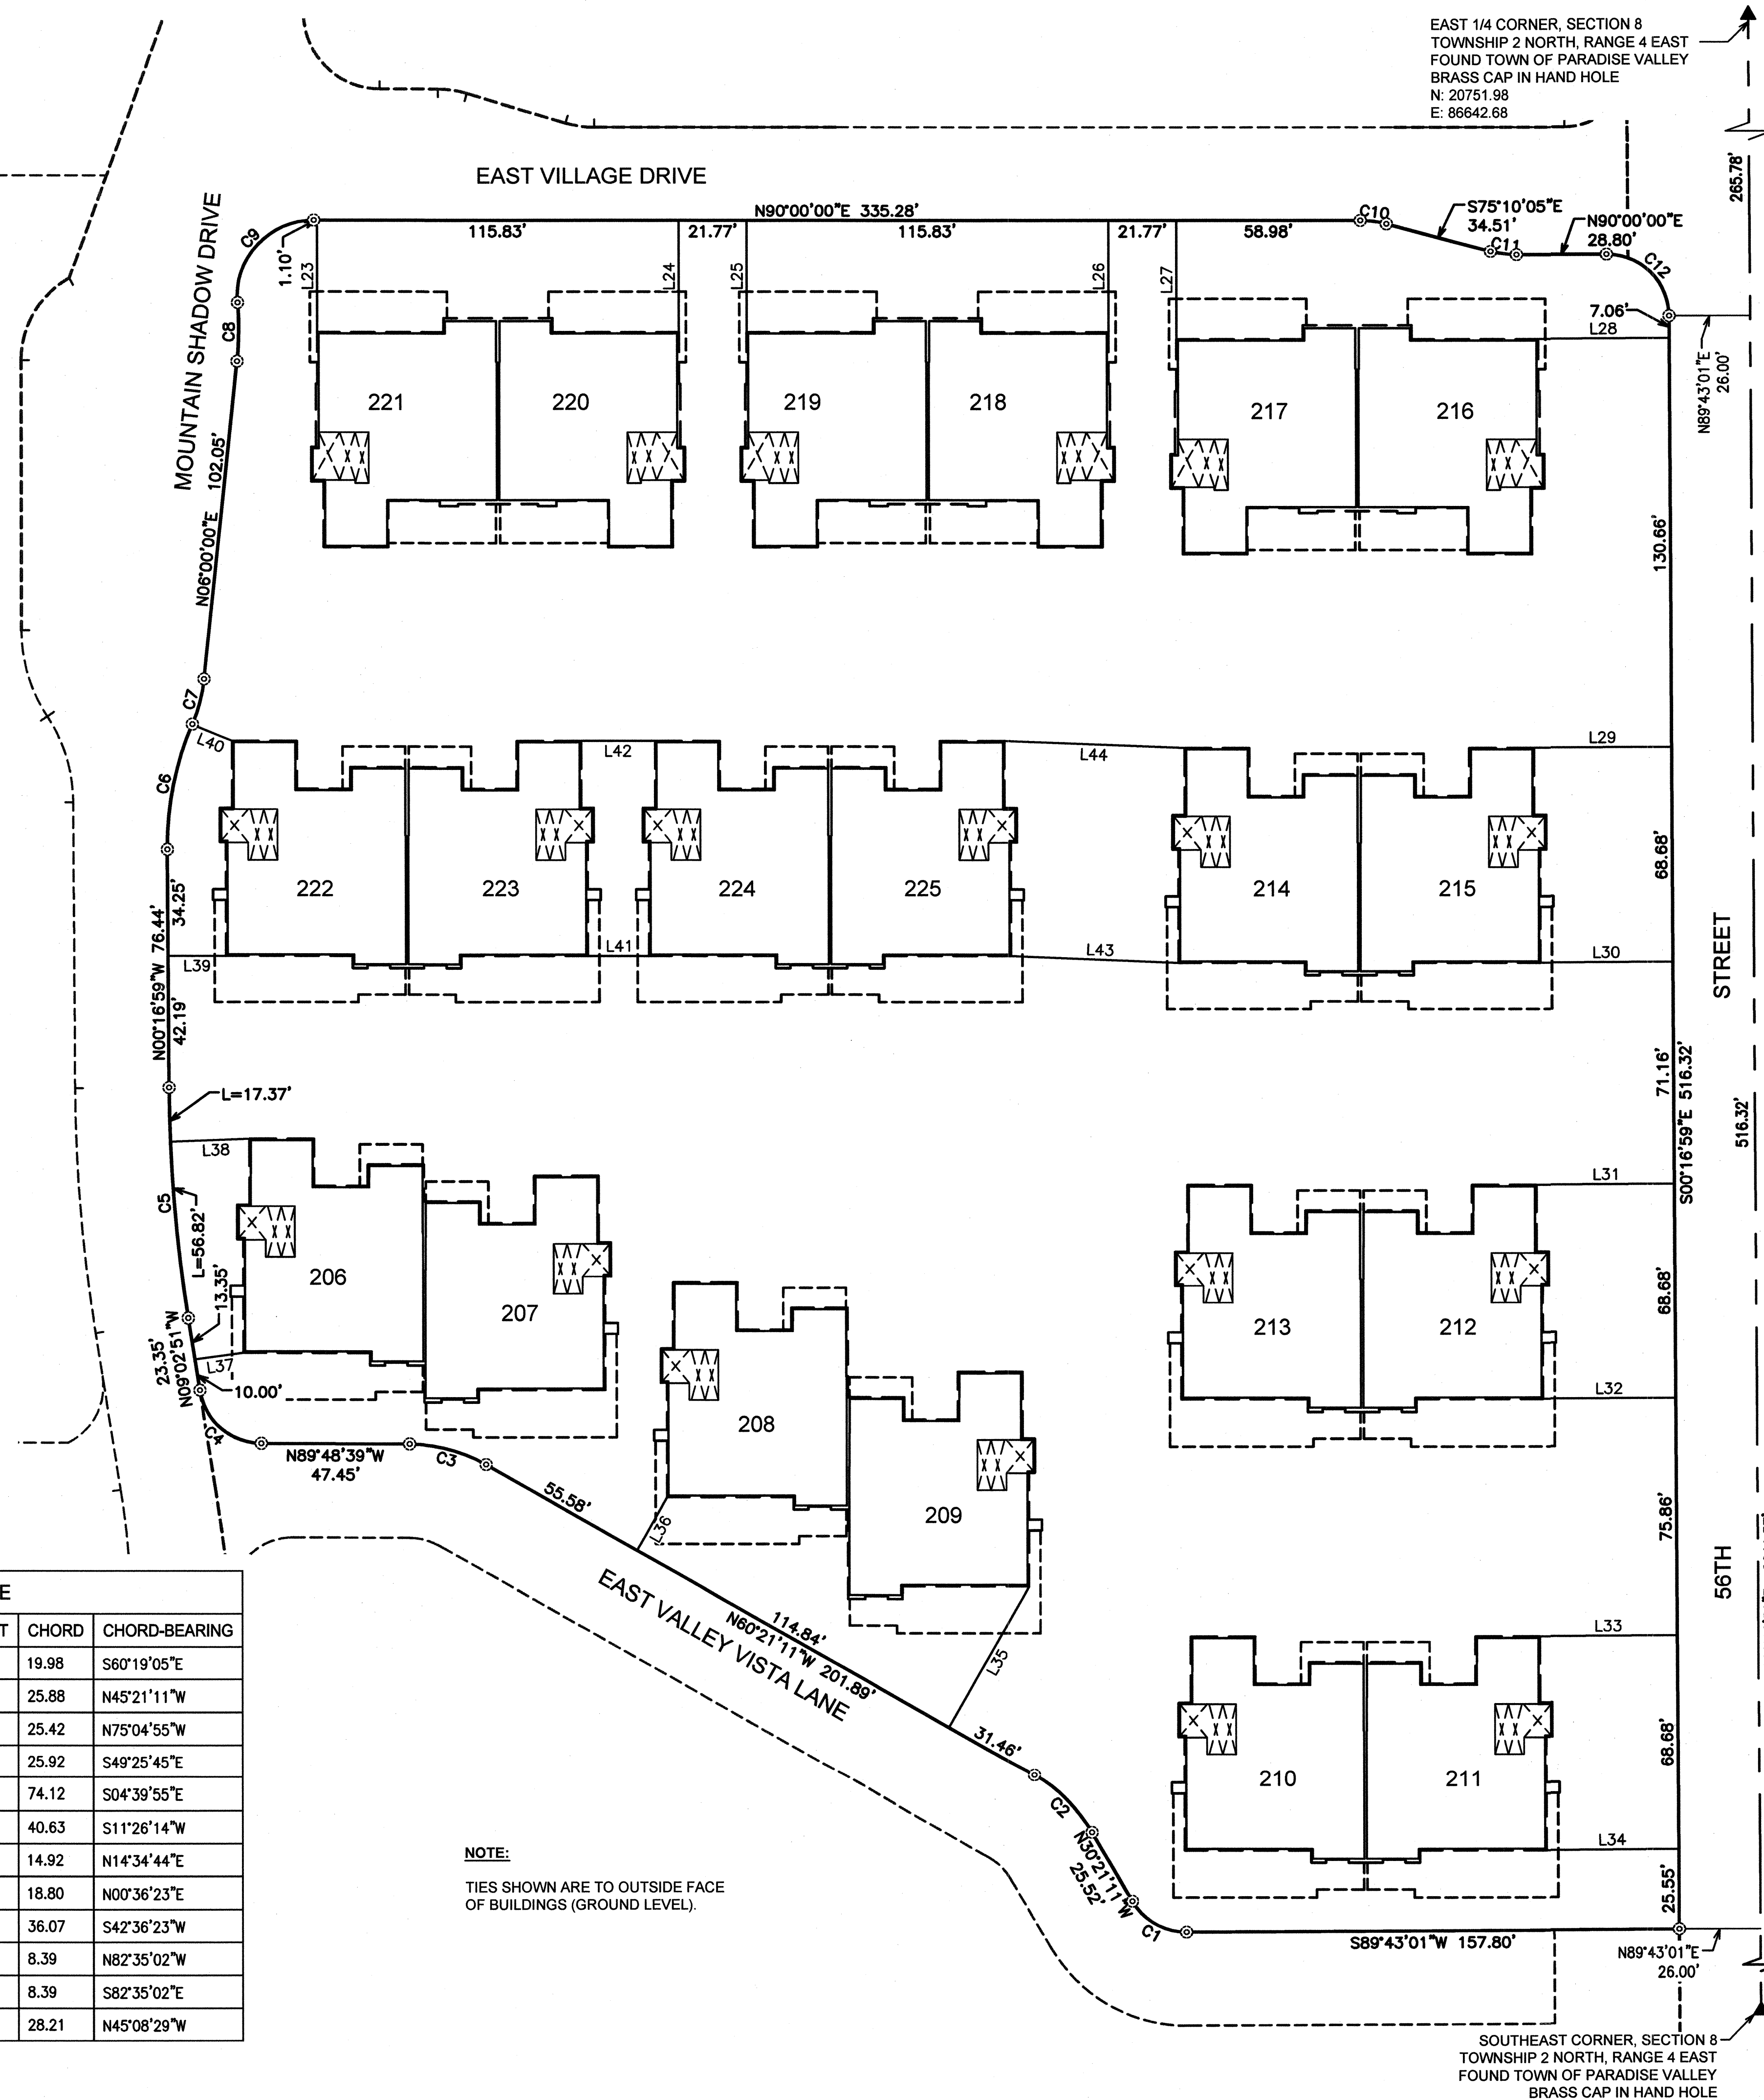 EAST 1/4 CORNER, SECTION 8
TOWNSHIP 2 NORTH, RANGE 4 EAST
FOUND TOWN OF PARADISE VALLEY
BRASS CAP IN HAND HOLE
N: 20751.98
E: 86642.68
265.78'
EAST VILLAGE DRIVE
N90°00'00"E 335.28'
115.83'
21.77'
115.83'
21.77'
58.98'
C10
S75°10'05"E
34.51'
C11
N90°00'00"E
28.80'
C12
7.06'
N89°43'01"E
26.00'
MOUNTAIN SHADOW DRIVE
C9
1.10'
C8
L23
L24
L25
L26
L27
L28
221
220
219
218
217
216
N06°00'00"E 102.05'
130.66'
C7
L40
L42
L44
L29
C6
222
223
224
225
214
215
68.68'
N00°16'59"W 76.44'
34.25'
L39
L41
L43
L30
42.19'
STREET
71.16'
S00°16'59"E 516.32'
516.32'
L=17.37'
L38
L31
C5
L=56.82'
206
207
213
212
68.68'
13.35'
23.35'
N09°02'51"W
L37
10.00'
208
L32
C4
N89°48'39"W
47.45'
C3
55.58'
L36
209
75.86'
56TH
EAST VALLEY VISTA LANE
114.84'
N60°21'11"W 201.89'
L35
L33
31.46'
210
211
68.68'
C2
N30°21'11"W
25.52'
L34
25.55'
C1
S89°43'01"W 157.80'
N89°43'01"E
26.00'
E
T CHORD CHORD-BEARING
19.98 S60°19'05"E
25.88 N45°21'11"W
25.42 N75°04'55"W
25.92 S49°25'45"E
74.12 S04°39'55"E
40.63 S11°26'14"W
14.92 N14°34'44"E
18.80 N00°36'23"E
36.07 S42°36'23"W
8.39 N82°35'02"W
8.39 S82°35'02"E
28.21 N45°08'29"W
NOTE:
TIES SHOWN ARE TO OUTSIDE FACE
OF BUILDINGS (GROUND LEVEL).
SOUTHEAST CORNER, SECTION 8
TOWNSHIP 2 NORTH, RANGE 4 EAST
FOUND TOWN OF PARADISE VALLEY
BRASS CAP IN HAND HOLE